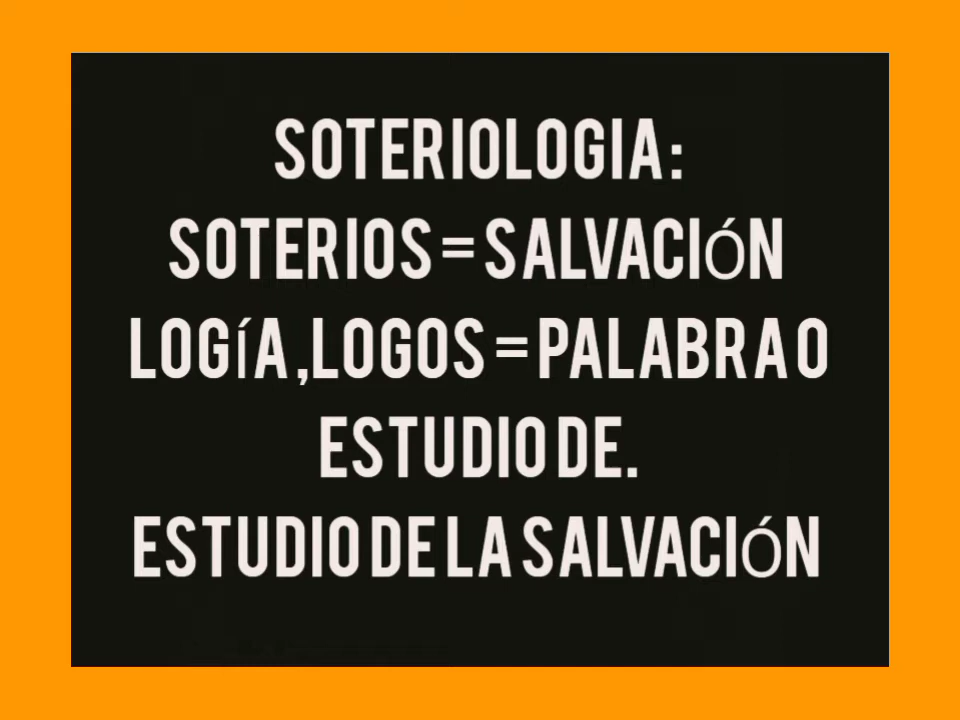 SOTERIOLOGIA:
SOTERIOS = SALVACIÓN
LOGÍA ,LOGOS = PALABRA O
ESTUDIO DE.
ESTUDIO DE LA SALVACIÓN